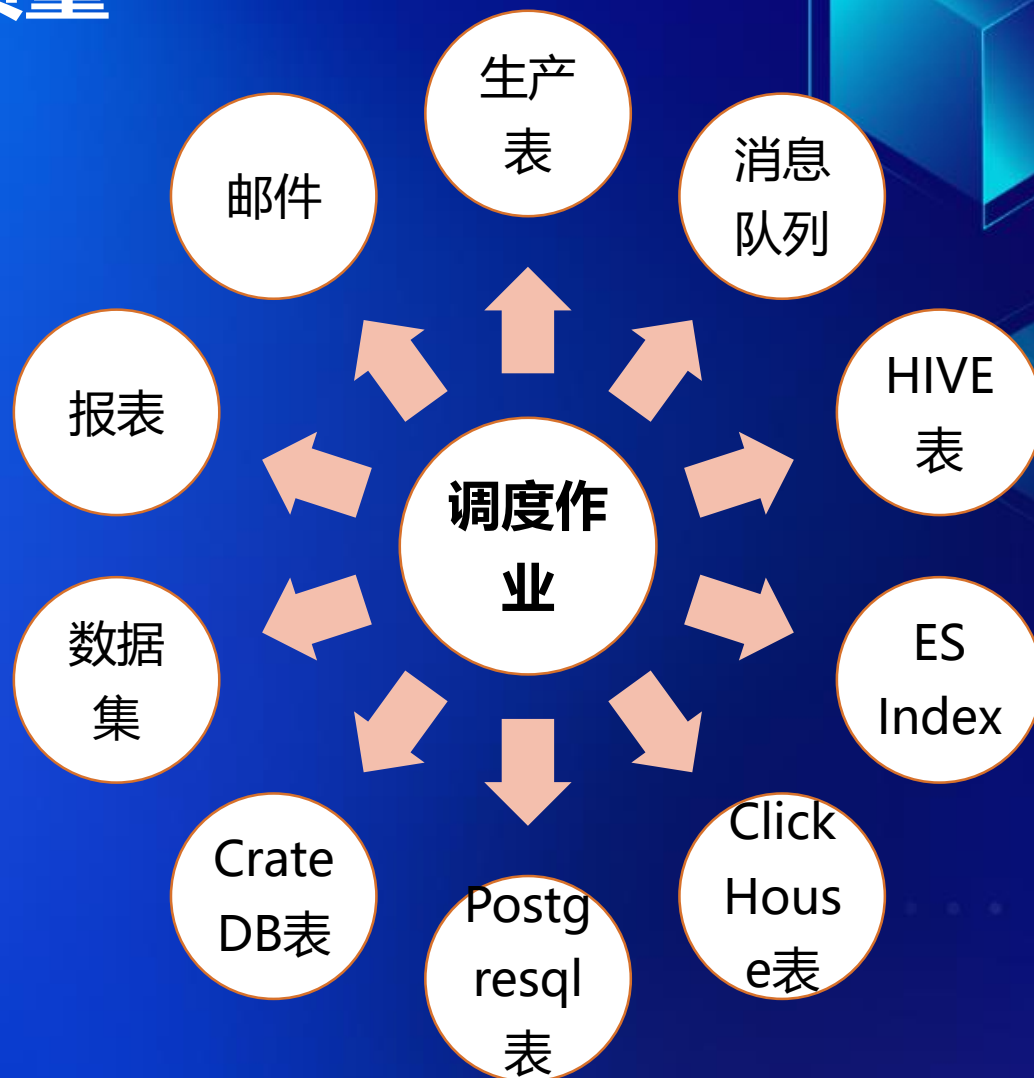 生产
表
消息
队列
HIVE
表
ES
Index
Click
Hous
e表
Postg
resql
表
Crate
DB表
数据
集
报表
邮件
调度作
业